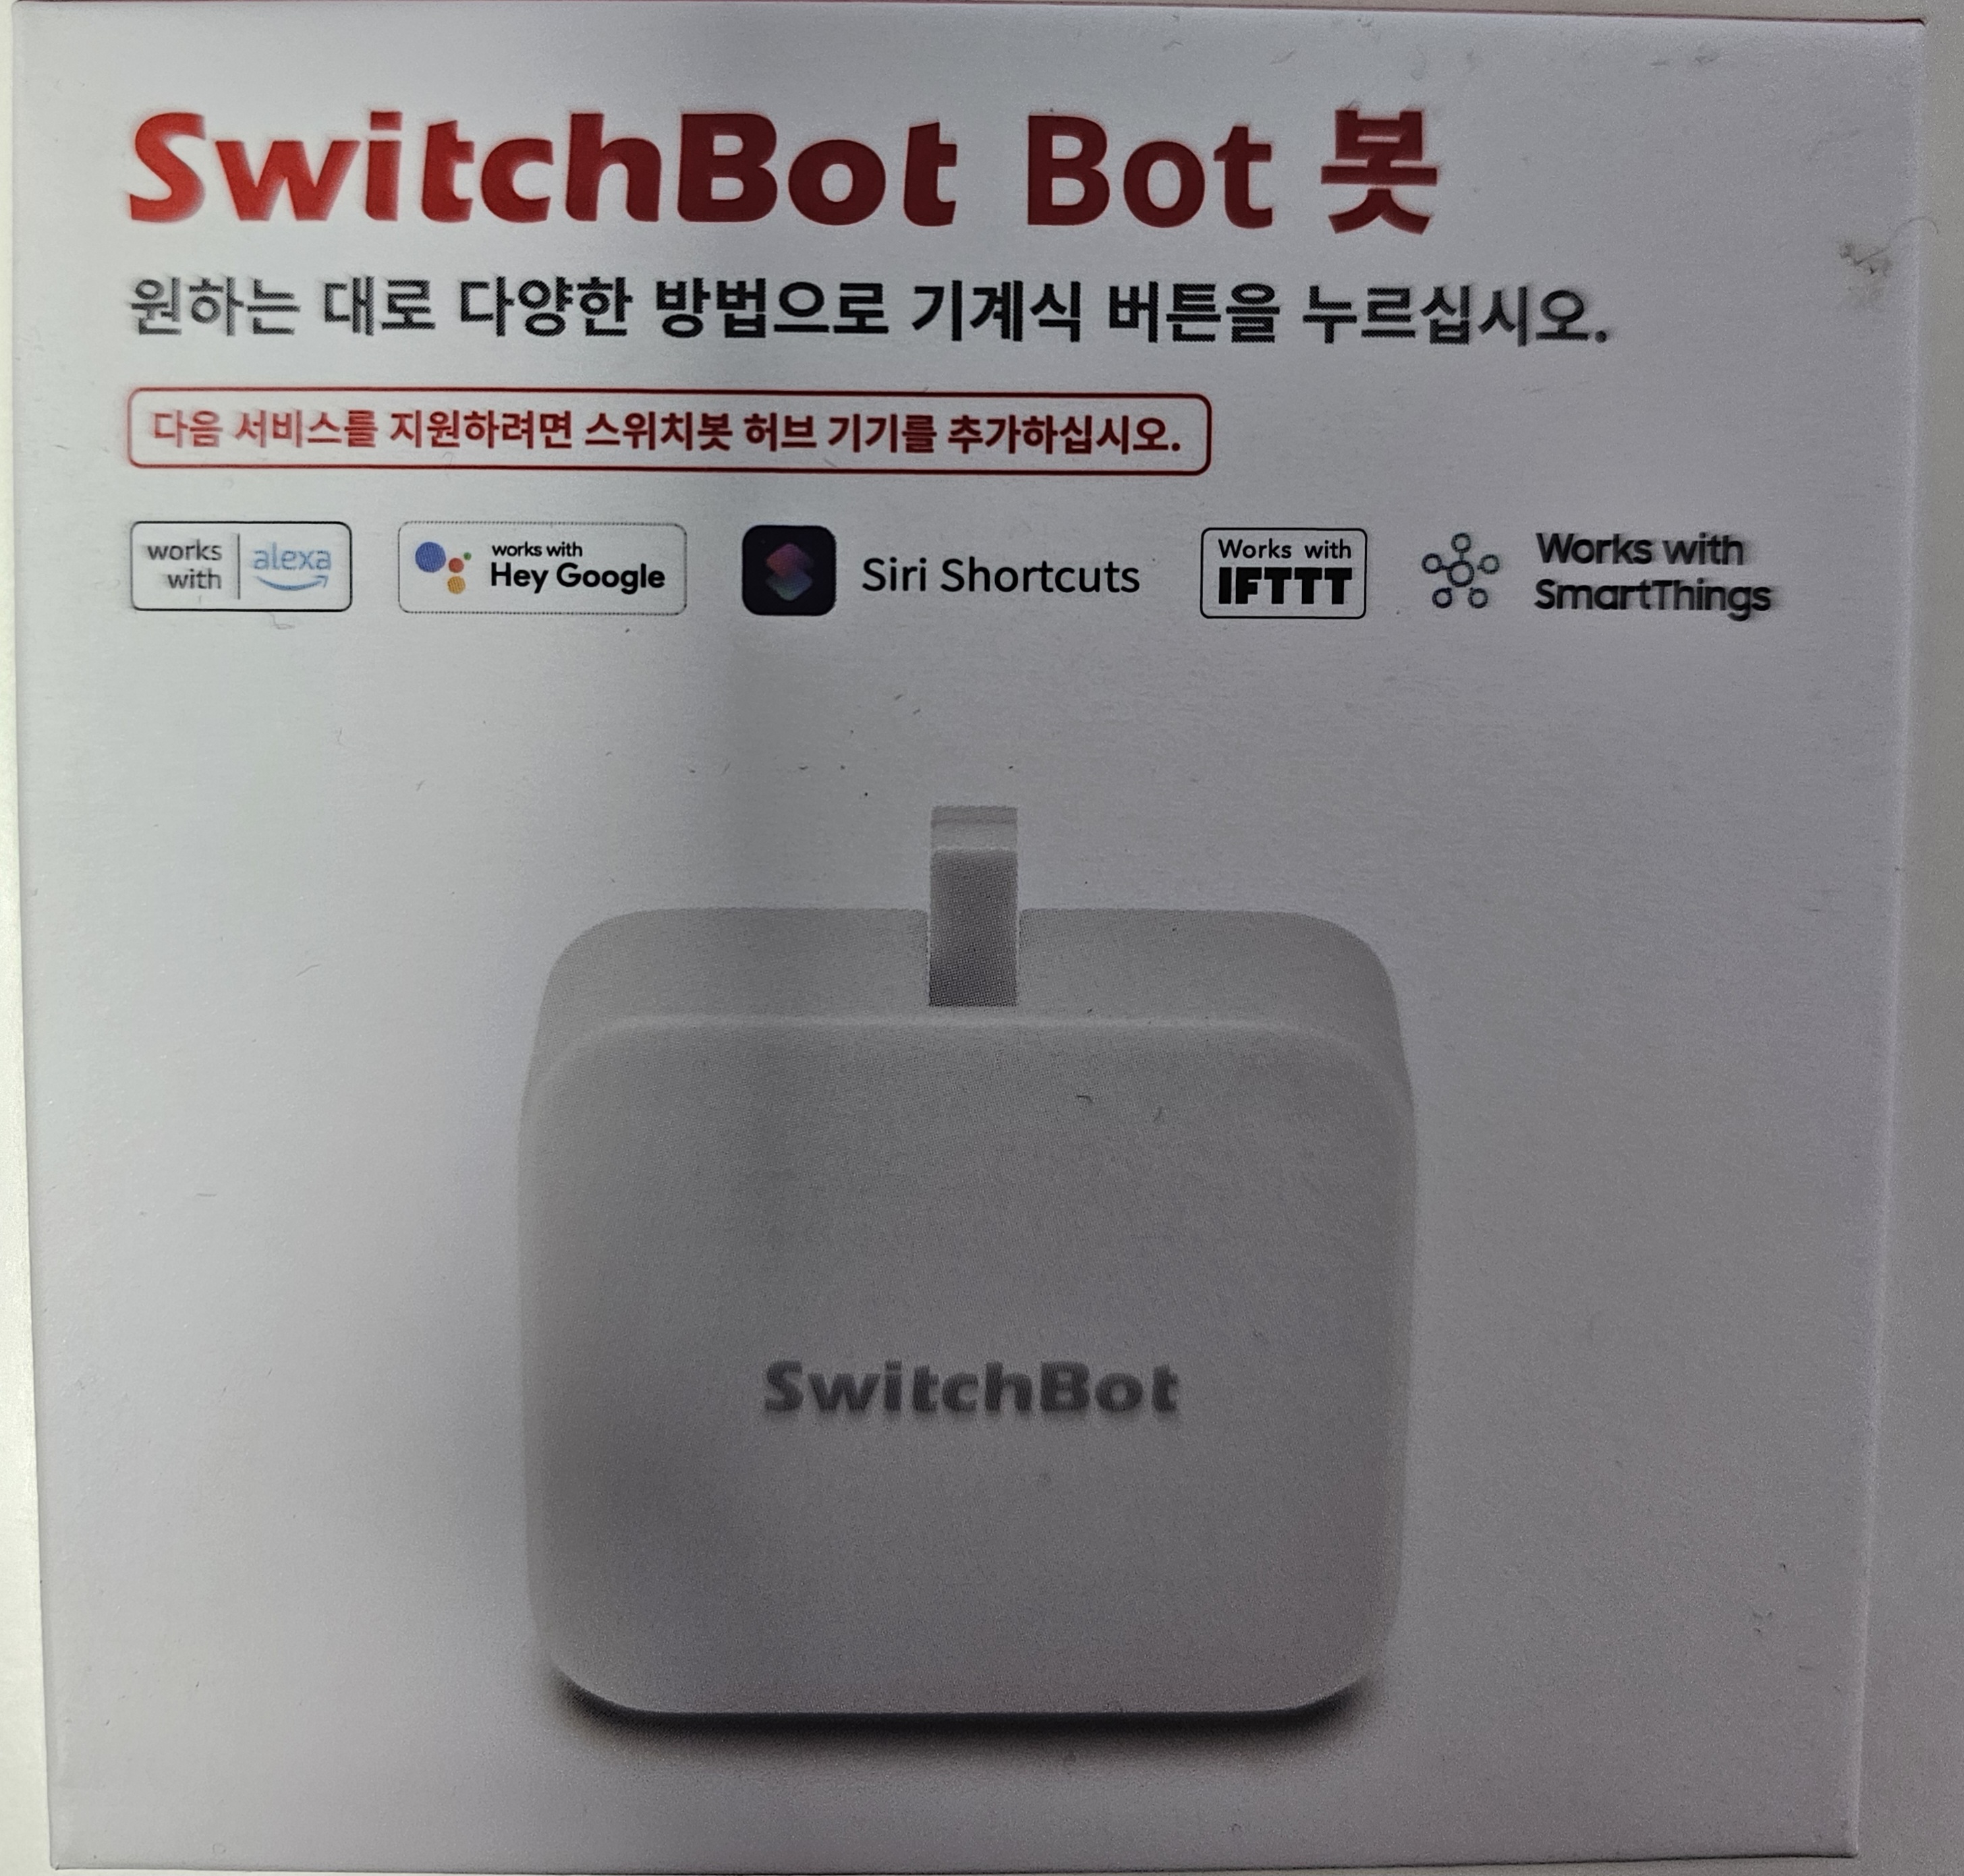 SwitchBot Bot 봇
원하는 대로 다양한 방법으로 기계식 버튼을 누르십시오.
다음 서비스를 지원하려면 스위치봇 허브 기기를 추가하십시오.
works with alexa
works with Hey Google
Siri Shortcuts
Works with IFTTT
Works with SmartThings
SwitchBot